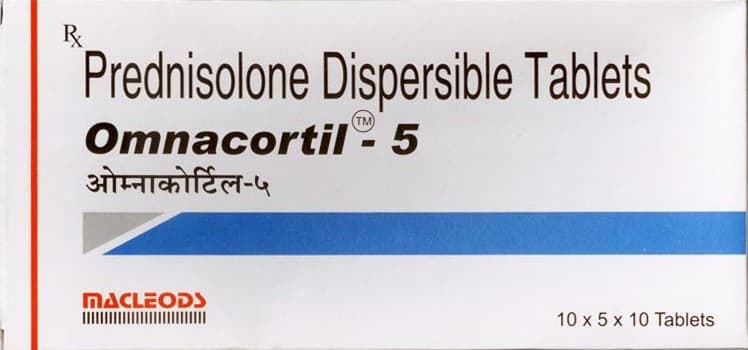 Rx
Prednisolone Dispersible Tablets
Omnacortil™ - 5
ओम्नाकोर्टिल-५
MACLEODS
10 x 5 x 10 Tablets